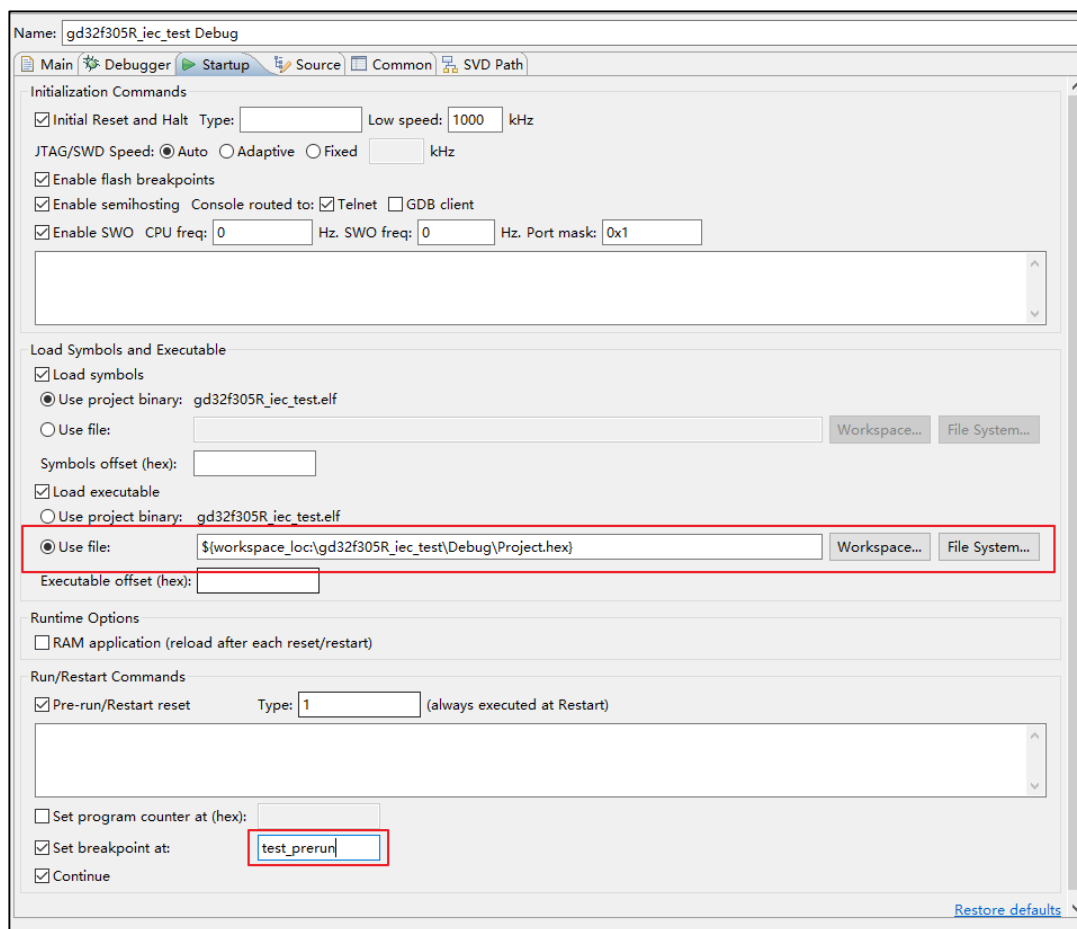 Name: gd32f305R_iec_test Debug
Main Debugger Startup Source Common SVD Path
Initialization Commands
Initial Reset and Halt Type: Low speed: 1000 kHz
JTAG/SWD Speed: Auto Adaptive Fixed kHz
Enable flash breakpoints
Enable semihosting Console routed to: Telnet GDB client
Enable SWO CPU freq: 0 Hz. SWO freq: 0 Hz. Port mask: 0x1
Load Symbols and Executable
Load symbols
Use project binary: gd32f305R_iec_test.elf
Use file: Workspace... File System...
Symbols offset (hex):
Load executable
Use project binary: gd32f305R_iec_test.elf
Use file: ${workspace_loc:\gd32f305R_iec_test\Debug\Project.hex} Workspace... File System...
Executable offset (hex):
Runtime Options
RAM application (reload after each reset/restart)
Run/Restart Commands
Pre-run/Restart reset Type: 1 (always executed at Restart)
Set program counter at (hex):
Set breakpoint at: test_prerun
Continue
Restore defaults